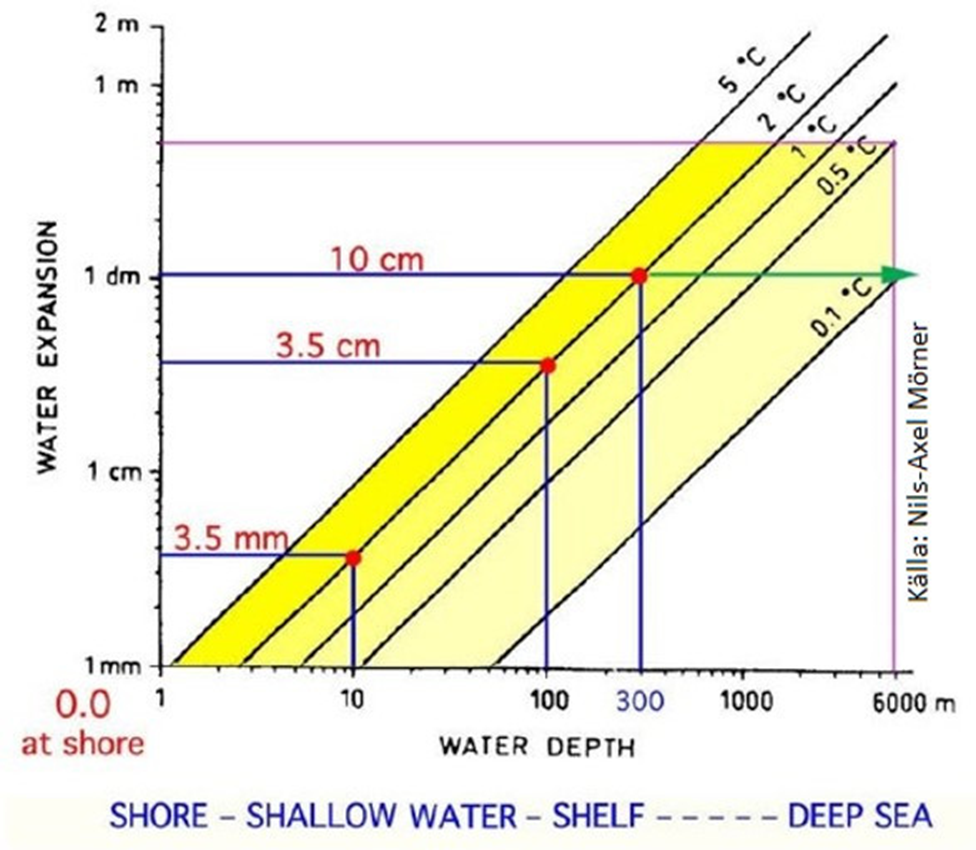 2 m
1 m
5 °C
2 °C
1 °C
0.5 °C
10 cm
1 dm
0.1 °C
3.5 cm
WATER EXPANSION
1 cm
3.5 mm
Källa: Nils-Axel Mörner
1mm
0.0
at shore
1 10 100 300 1000 6000 m
WATER DEPTH
SHORE – SHALLOW WATER – SHELF – – – – – – DEEP SEA